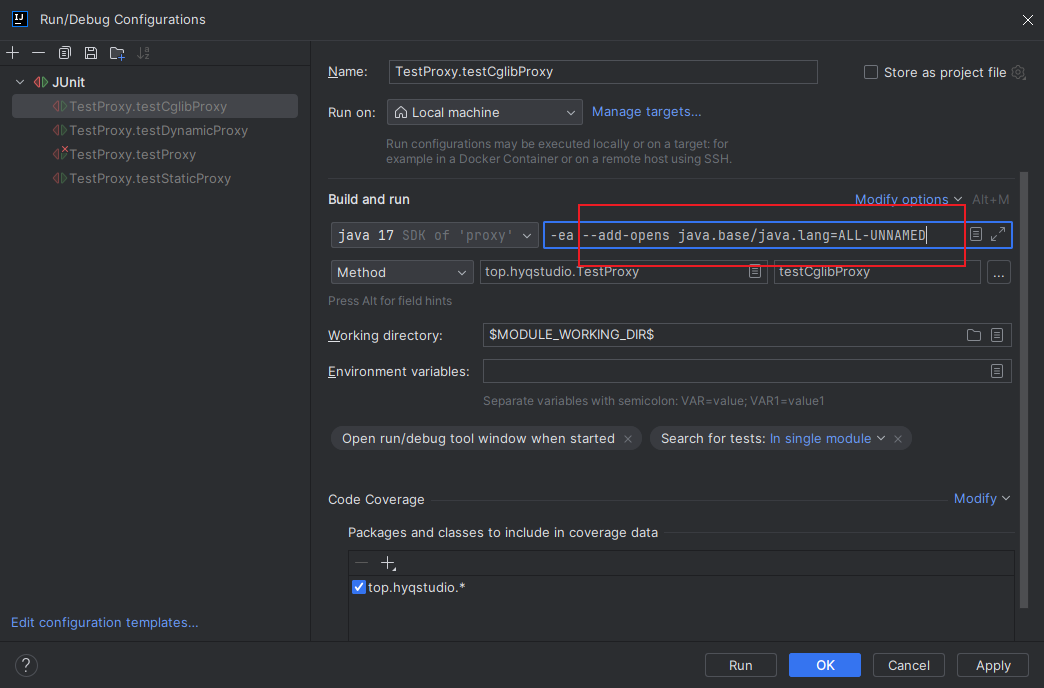 Run/Debug Configurations
JUnit
TestProxy.testCglibProxy
TestProxy.testDynamicProxy
TestProxy.testProxy
TestProxy.testStaticProxy
Edit configuration templates...
Name: TestProxy.testCglibProxy Store as project file
Run on: Local machine Manage targets...
Run configurations may be executed locally or on a target: for
example in a Docker Container or on a remote host using SSH.
Build and run Modify options Alt+M
java 17 SDK of 'proxy' -ea --add-opens java.base/java.lang=ALL-UNNAMED
Method top.hyqstudio.TestProxy testCglibProxy ...
Press Alt for field hints
Working directory: $MODULE_WORKING_DIR$
Environment variables:
Separate variables with semicolon: VAR=value; VAR1=value1
Open run/debug tool window when started × Search for tests: In single module ×
Code Coverage Modify
Packages and classes to include in coverage data
top.hyqstudio.*
? Run OK Cancel Apply